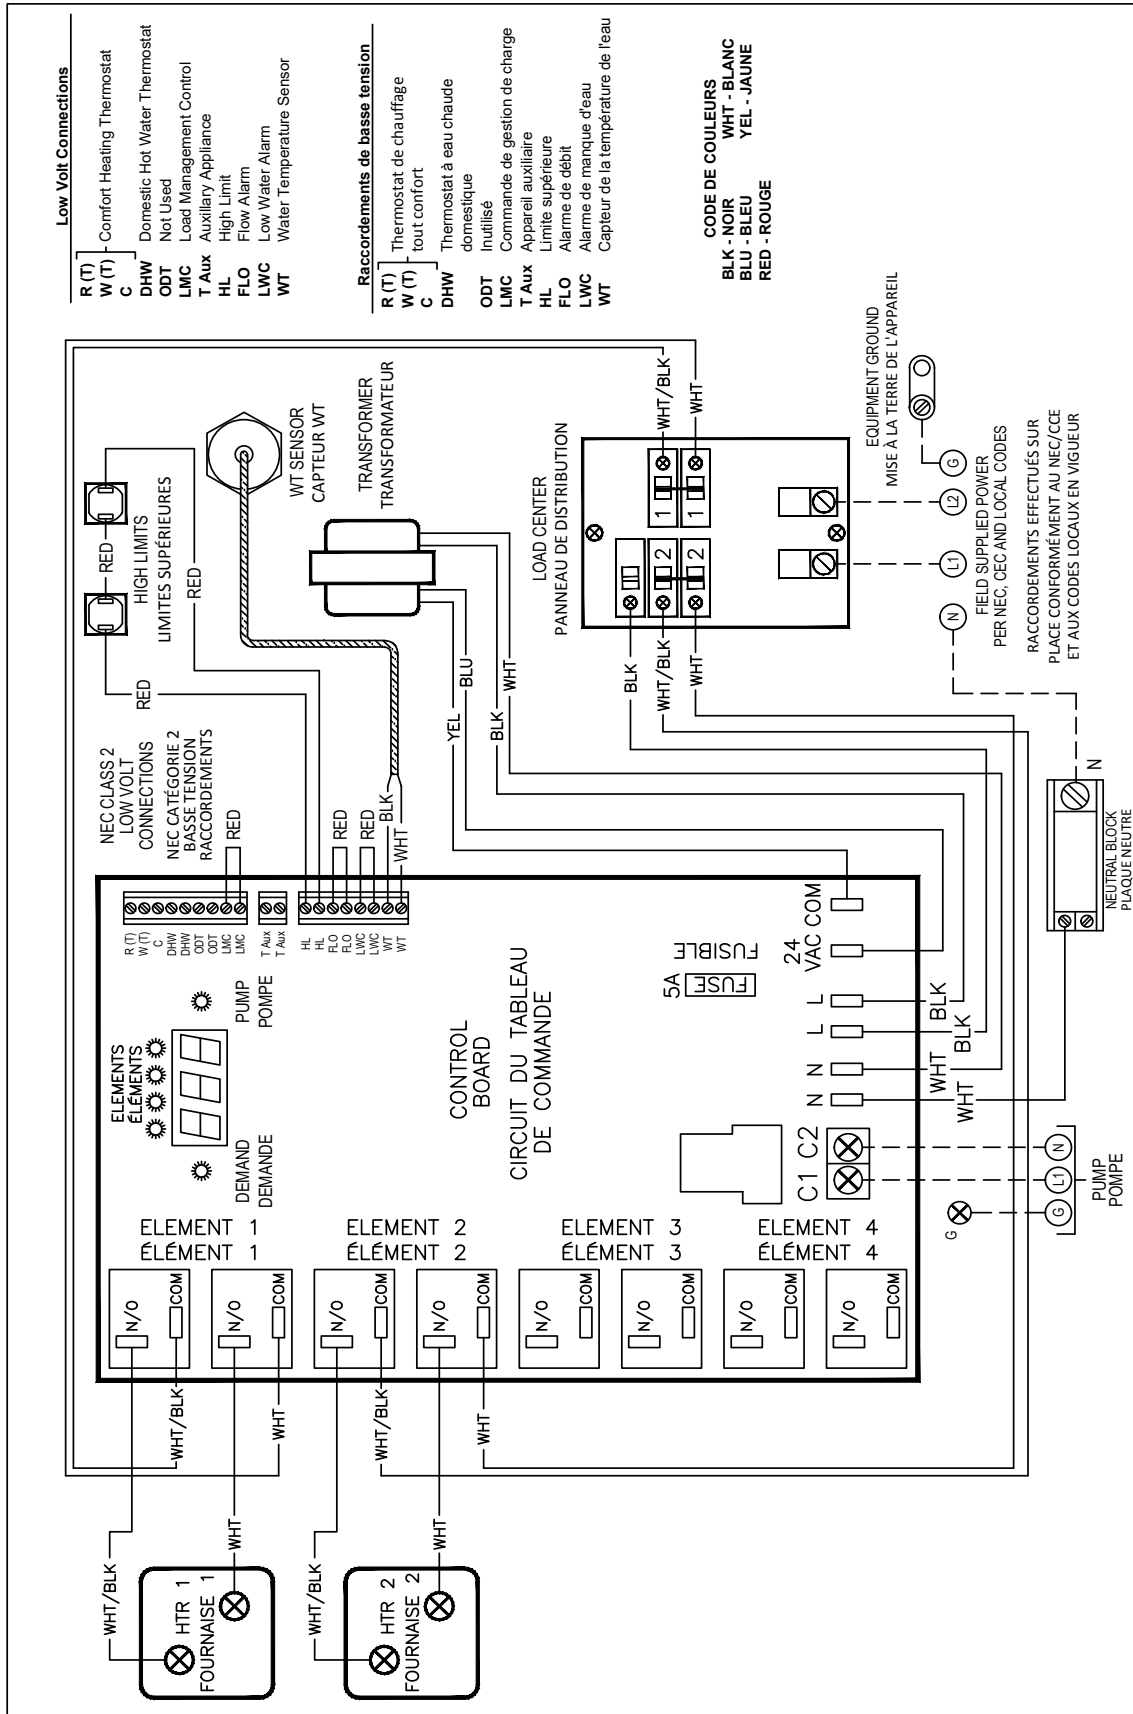 Low Volt Connections
R (T)
W (T)
C
Comfort Heating Thermostat
DHW Domestic Hot Water Thermostat
ODT Not Used
LMC Load Management Control
T Aux Auxillary Appliance
HL High Limit
FLO Flow Alarm
LWC Low Water Alarm
WT Water Temperature Sensor
Raccordements de basse tension
R (T)
W (T)
C
Thermostat de chauffage
tout confort
DHW Thermostat à eau chaude
domestique
ODT Inutilisé
LMC Commande de gestion de charge
T Aux Appareil auxiliaire
HL Limite supérieure
FLO Alarme de débit
LWC Alarme de manque d'eau
WT Capteur de la température de l'eau
CODE DE COULEURS
BLK - NOIR WHT - BLANC
BLU - BLEU YEL - JAUNE
RED - ROUGE
RED
RED
RED
HIGH LIMITS
LIMITES SUPÉRIEURES
WT SENSOR
CAPTEUR WT
TRANSFORMER
TRANSFORMATEUR
YEL
BLU
BLK
WHT
NEC CLASS 2
LOW VOLT
CONNECTIONS
NEC CATÉGORIE 2
BASSE TENSION
RACCORDEMENTS
RED
RED
RED
BLK
WHT
R (T)
W (T)
C
DHW
DHW
ODT
ODT
LMC
LMC
T Aux
T Aux
HL
HL
FLO
FLO
LWC
LWC
WT
WT
LOAD CENTER
PANNEAU DE DISTRIBUTION
WHT/BLK
WHT
1
1
2
2
BLK
WHT/BLK
WHT
EQUIPMENT GROUND
MISE À LA TERRE DE L'APPAREIL
N
L1
L2
G
FIELD SUPPLIED POWER
PER NEC, CEC AND LOCAL CODES
RACCORDEMENTS EFFECTUÉS SUR
PLACE CONFORMÉMENT AU NEC/CCE
ET AUX CODES LOCAUX EN VIGUEUR
N
NEUTRAL BLOCK
PLAQUE NEUTRE
ELEMENTS
ÉLÉMENTS
PUMP
POMPE
DEMAND
DEMANDE
CONTROL
BOARD
CIRCUIT DU TABLEAU
DE COMMANDE
5A
FUSE
FUSIBLE
24
VAC COM
L
L
N
N
BLK
BLK
WHT
WHT
C1 C2
G
G
L1
N
PUMP
POMPE
ELEMENT 1
ÉLÉMENT 1
ELEMENT 2
ÉLÉMENT 2
ELEMENT 3
ÉLÉMENT 3
ELEMENT 4
ÉLÉMENT 4
N/O
COM
N/O
COM
N/O
COM
N/O
COM
N/O
COM
N/O
COM
N/O
COM
N/O
COM
WHT/BLK
WHT
WHT/BLK
WHT
WHT/BLK
WHT
WHT/BLK
WHT
HTR 1
FOURNAISE 1
HTR 2
FOURNAISE 2